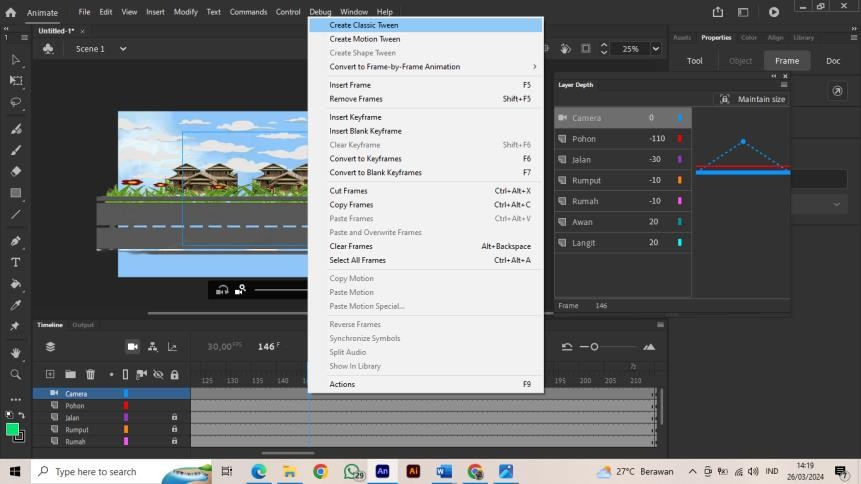 Animate
File Edit View Insert Modify Text Commands Control Debug Window Help
Untitled-1* ×
Scene 1
25%
Create Classic Tween
Create Motion Tween
Create Shape Tween
Convert to Frame-by-Frame Animation
Insert Frame F5
Remove Frames Shift+F5
Insert Keyframe
Insert Blank Keyframe
Clear Keyframe Shift+F6
Convert to Keyframes F6
Convert to Blank Keyframes F7
Cut Frames Ctrl+Alt+X
Copy Frames Ctrl+Alt+C
Paste Frames Ctrl+Alt+V
Paste and Overwrite Frames
Clear Frames Alt+Backspace
Select All Frames Ctrl+Alt+A
Copy Motion
Paste Motion
Paste Motion Special...
Reverse Frames
Synchronize Symbols
Split Audio
Show In Library
Actions F9
Assets Properties Color Align Library
Tool Object Frame Doc
Layer Depth
Maintain size
Camera 0
Pohon -110
Jalan -30
Rumput -10
Rumah -10
Awan 20
Langit 20
Frame 146
Timeline Output
30,00 FPS 146 F
7s
125 130 135 140 195 200 205 210
Camera
Pohon
Jalan
Rumput
Rumah
Type here to search
29
27°C Berawan
IND
14:19
26/03/2024
7